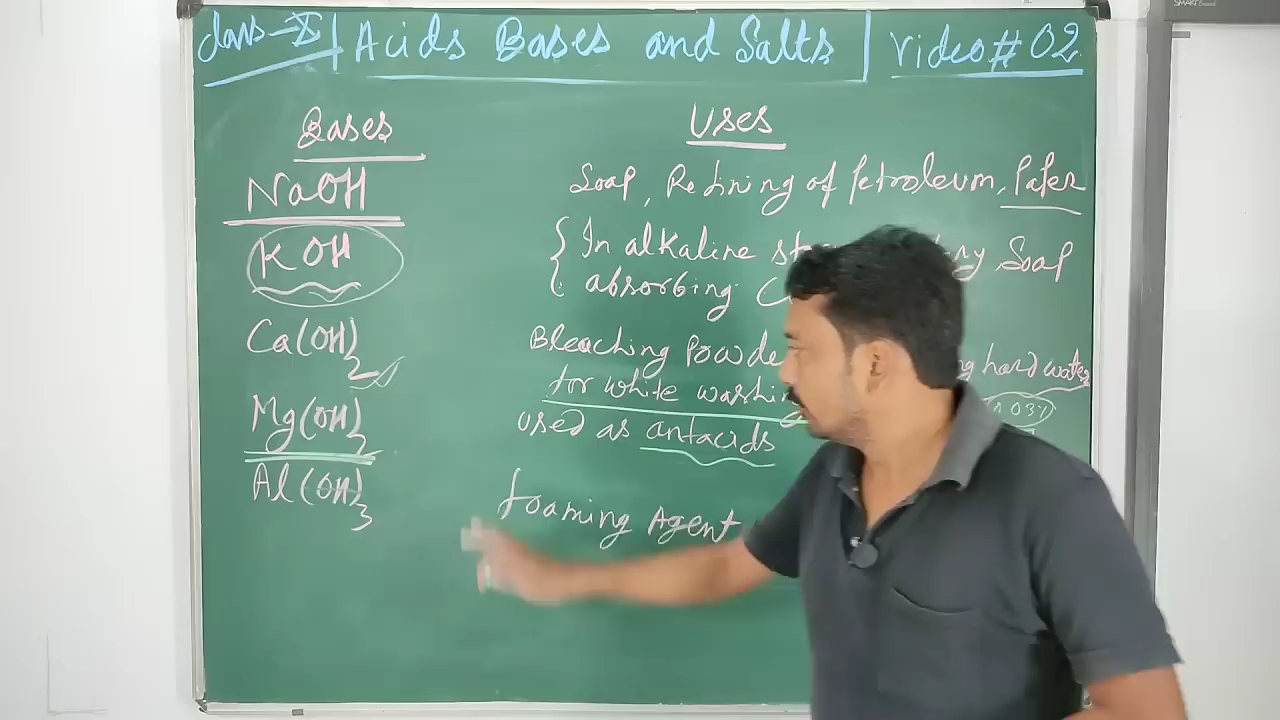 class-X | Acids Bases and Salts | Video # 02
Bases
Uses
NaOH
Soap, Refining of Petroleum, Paper
KOH
In alkaline Soap
absorbing
Ca(OH)2
Bleaching Powde hard water
for white washin
Mg(OH)2
used as antacids
Al(OH)3
foaming Agent